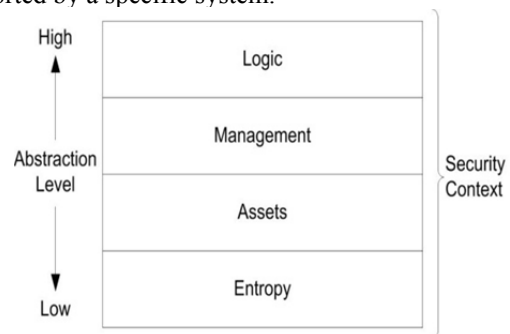 orted by a specific system.
High
Logic
Management
Abstraction
Level
Security
Context
Assets
Entropy
Low